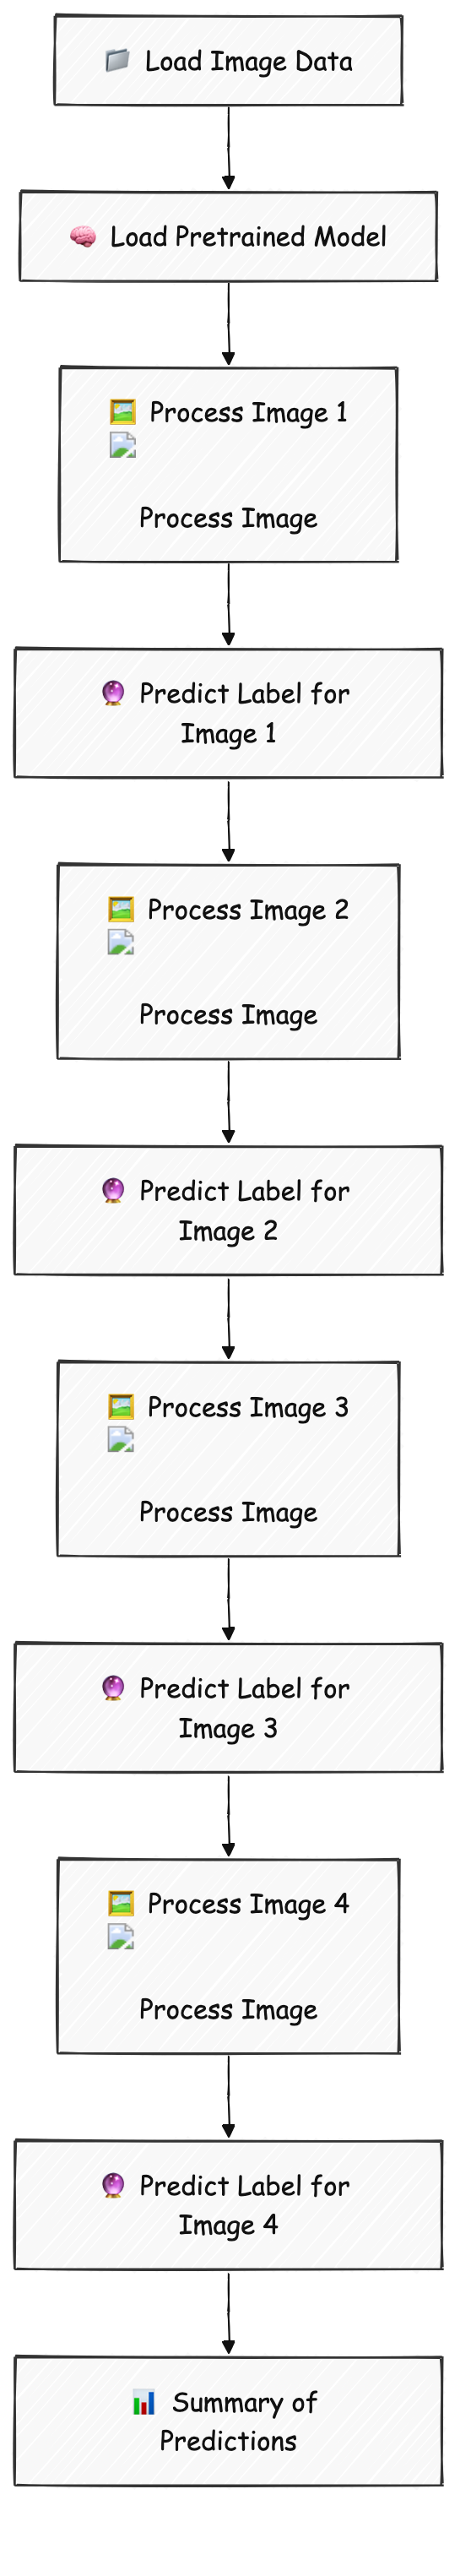 Load Image Data
Load Pretrained Model
Process Image 1
Process Image
Predict Label for
Image 1
Process Image 2
Process Image
Predict Label for
Image 2
Process Image 3
Process Image
Predict Label for
Image 3
Process Image 4
Process Image
Predict Label for
Image 4
Summary of
Predictions